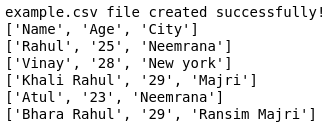 example.csv file created successfully!
['Name', 'Age', 'City']
['Rahul', '25', 'Neemrana']
['Vinay', '28', 'New york']
['Khali Rahul', '29', 'Majri']
['Atul', '23', 'Neemrana']
['Bhara Rahul', '29', 'Ransim Majri']